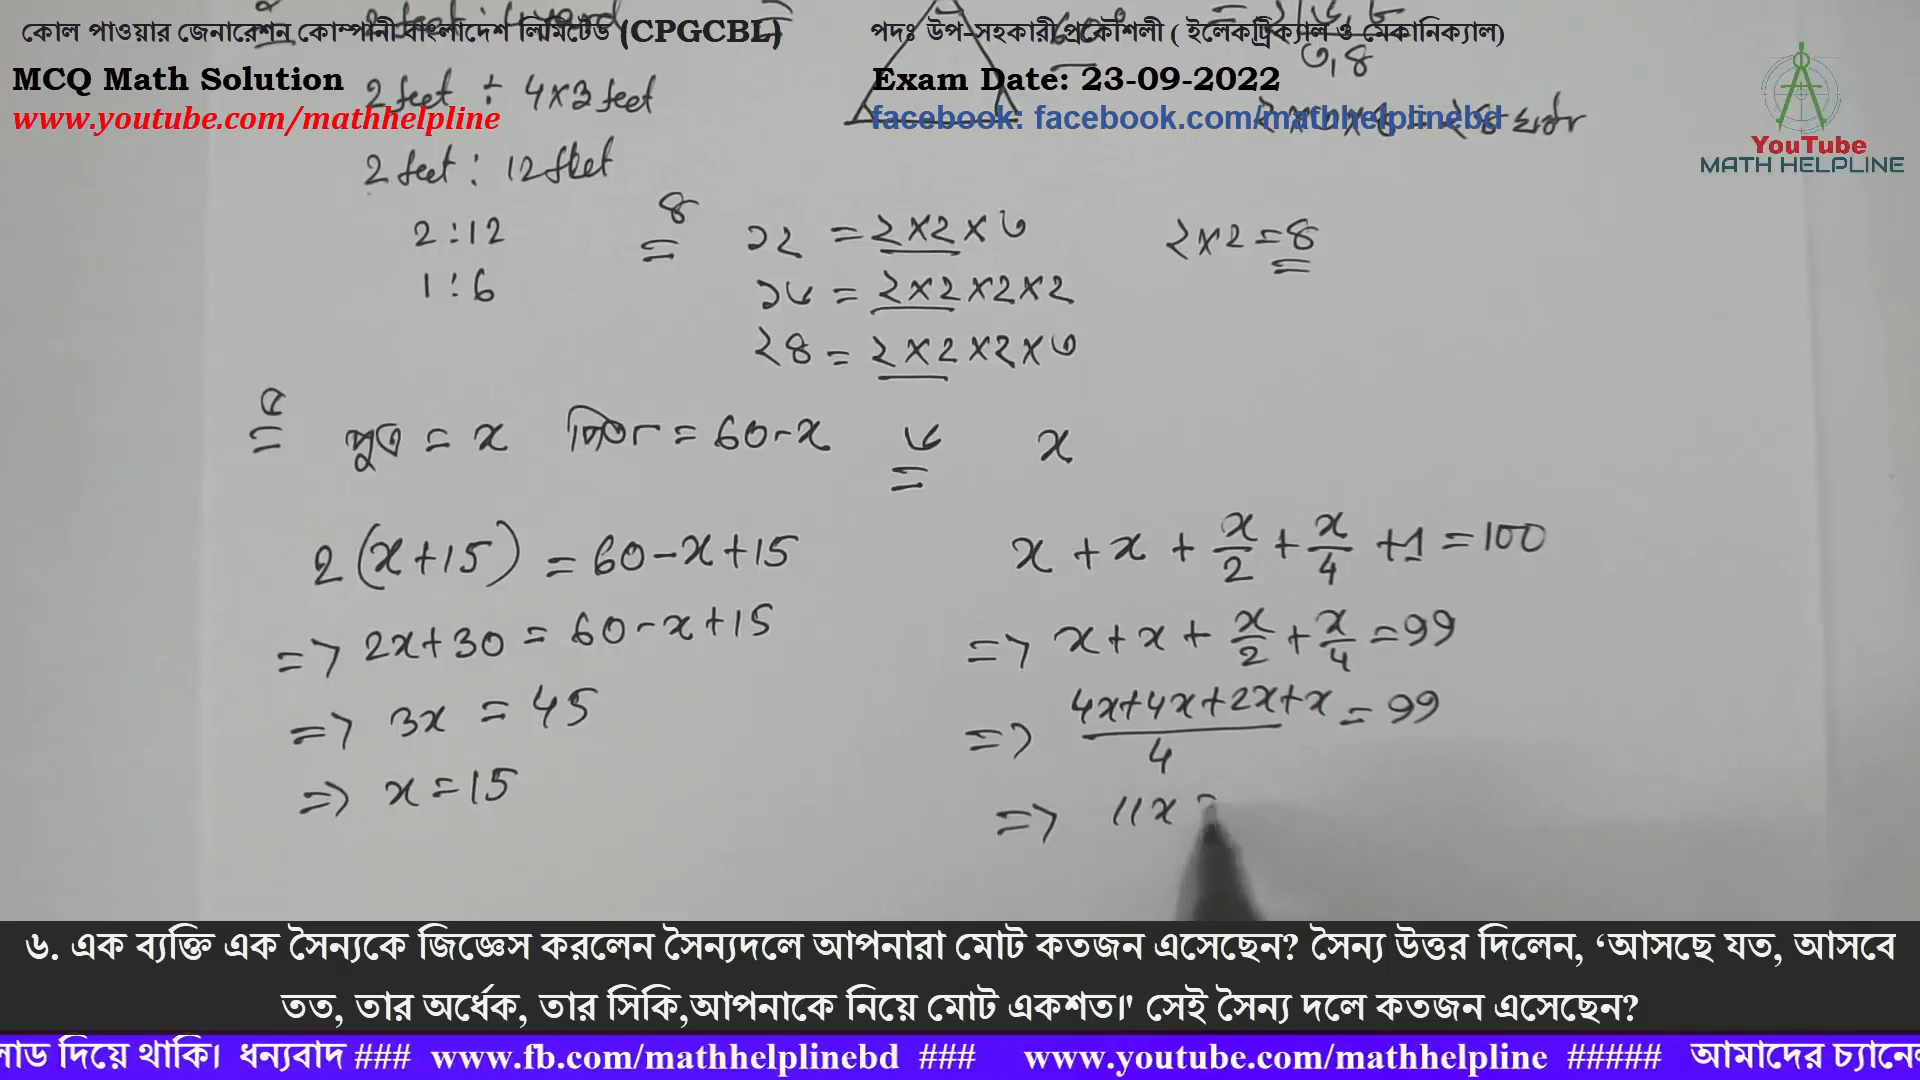 কোল পাওয়ার জেনারেশন কোম্পানী বাংলাদেশ লিমিটেড (CPGCBL)
পদঃ উপ-সহকারী প্রকৌশলী ( ইলেকট্রিক্যাল ও মেকানিক্যাল)
MCQ Math Solution
Exam Date: 23-09-2022
www.youtube.com/mathhelpline
facebook: facebook.com/mathhelplinebd
YouTube
MATH HELPLINE
2 feet ÷ 4×3 feet
৩,৪
2 feet : 12 feet
2 : 12
1 : 6
৪
১২ = ২×২×৩
১৬ = ২×২×২×২
২৪ = ২×২×২×৩
২×২ = ৪
৫
পুত্র = x পিতা = 60-x
2(x+15) = 60-x+15
=> 2x+30 = 60-x+15
=> 3x = 45
=> x = 15
৬
x
x + x + x/2 + x/4 + 1 = 100
=> x + x + x/2 + x/4 = 99
=> 4x+4x+2x+x/4 = 99
=> 11x
৬. এক ব্যক্তি এক সৈন্যকে জিজ্ঞেস করলেন সৈন্যদলে আপনারা মোট কতজন এসেছেন? সৈন্য উত্তর দিলেন, ‘আসছে যত, আসবে
তত, তার অর্ধেক, তার সিকি,আপনাকে নিয়ে মোট একশত।' সেই সৈন্য দলে কতজন এসেছেন?
দিয়ে থাকি। ধন্যবাদ ### www.fb.com/mathhelplinebd ### www.youtube.com/mathhelpline ##### আমাদের